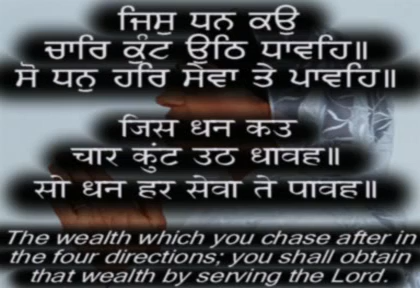 ਜਿਸੁ ਧਨ ਕਉ
ਚਾਰਿ ਕੁੰਟ ਉਠਿ ਧਾਵਹਿ॥
ਸੋ ਧਨੁ ਹਰਿ ਸੇਵਾ ਤੇ ਪਾਵਹਿ॥
जिस धन कउ
चार कुंट उठ धावह॥
सो धन हर सेवा ते पावह॥
The wealth which you chase after in
the four directions; you shall obtain
that wealth by serving the Lord.